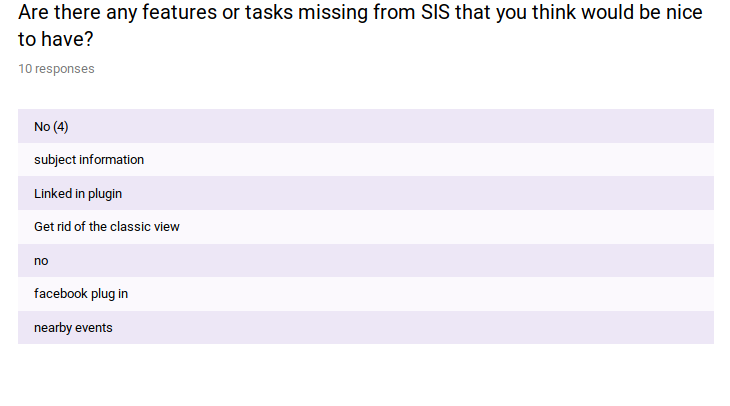 Are there any features or tasks missing from SIS that you think would be nice
to have?
10 responses
No (4)
subject information
Linked in plugin
Get rid of the classic view
no
facebook plug in
nearby events